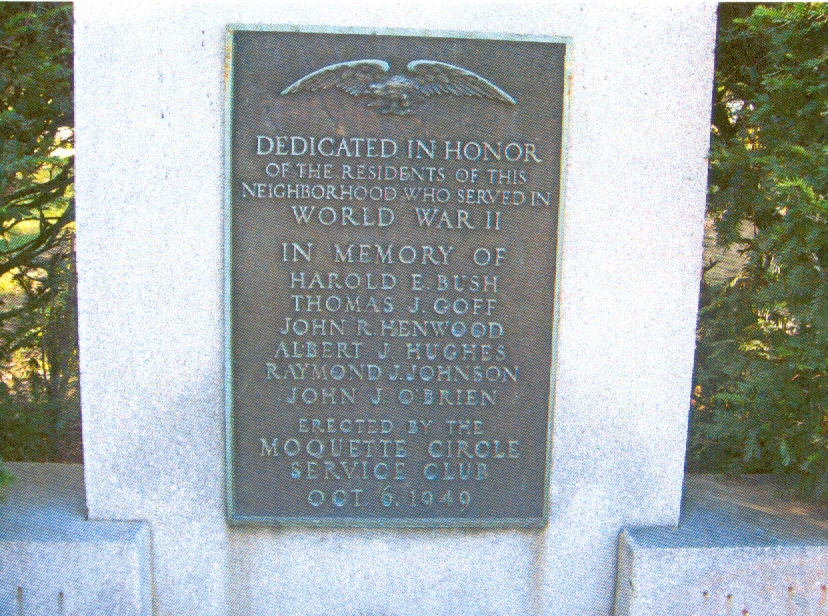 DEDICATED IN HONOR
OF THE RESIDENTS OF THIS
NEIGHBORHOOD WHO SERVED IN
WORLD WAR II
IN MEMORY OF
HAROLD E. BUSH
THOMAS J. GOFF
JOHN R. HENWOOD
ALBERT J. HUGHES
RAYMOND J. JOHNSON
JOHN J. O'BRIEN
ERECTED BY THE
MOQUETTE CIRCLE
SERVICE CLUB
OCT. 6, 1949